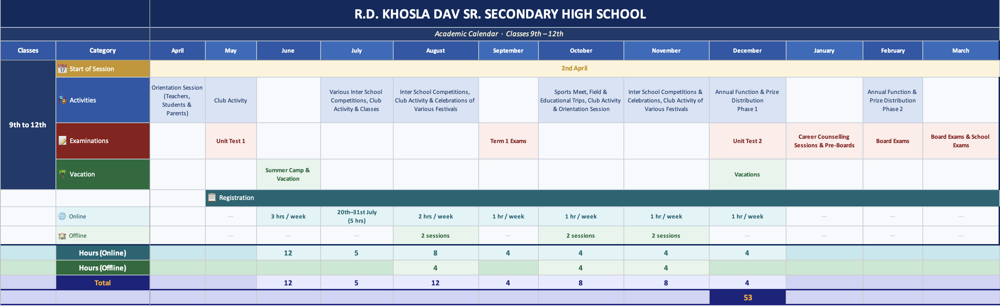 R.D. KHOSLA DAV SR. SECONDARY HIGH SCHOOL
Academic Calendar · Classes 9th – 12th
Classes Category April May June July August September October November December January February March
9th to 12th
17 Start of Session 2nd April
Activities
Orientation Session
(Teachers,
Students &
Parents)
Club Activity
Various Inter School
Competitions, Club
Activity & Classes
Inter School Competitions,
Club Activity & Celebrations of
Various Festivals
Sports Meet, Field &
Educational Trips, Club Activity
& Orientation Session
Inter School Competitions &
Celebrations, Club Activity of
Various Festivals
Annual Function & Prize
Distribution
Phase 1
Annual Function &
Prize Distribution
Phase 2
Examinations
Unit Test 1
Term 1 Exams
Unit Test 2
Career Counselling
Sessions & Pre-Boards
Board Exams
Board Exams & School
Exams
Vacation
Summer Camp &
Vacation
Vacations
Registration
Online
—
3 hrs / week
20th–31st July
(5 hrs)
2 hrs / week
1 hr / week
1 hr / week
1 hr / week
1 hr / week
— — —
Offline — — — 2 sessions — 2 sessions 2 sessions — — — —
Hours (Online) 12 5 8 4 4 4 4
Hours (Offline) 4 4 4
Total 12 5 12 4 8 8 4
53